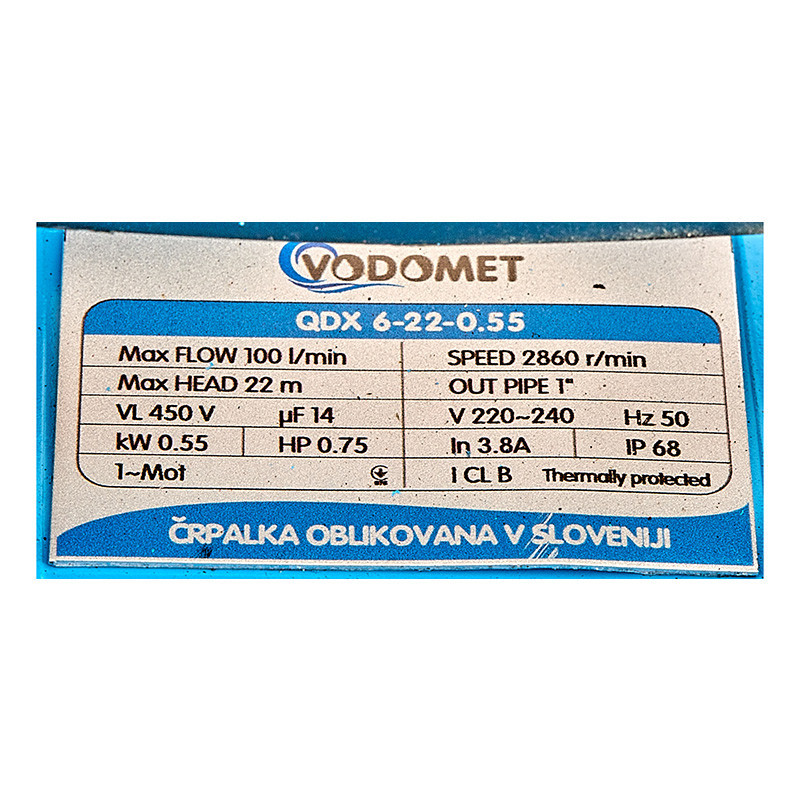 VODOMET
QDX 6-22-0.55
Max FLOW 100 l/min SPEED 2860 r/min
Max HEAD 22 m OUT PIPE 1"
VL 450 V µF 14 V 220~240 Hz 50
kW 0.55 HP 0.75 In 3.8A IP 68
1~Mot I CL B Thermally protected
ČRPALKA OBLIKOVANA V SLOVENIJI